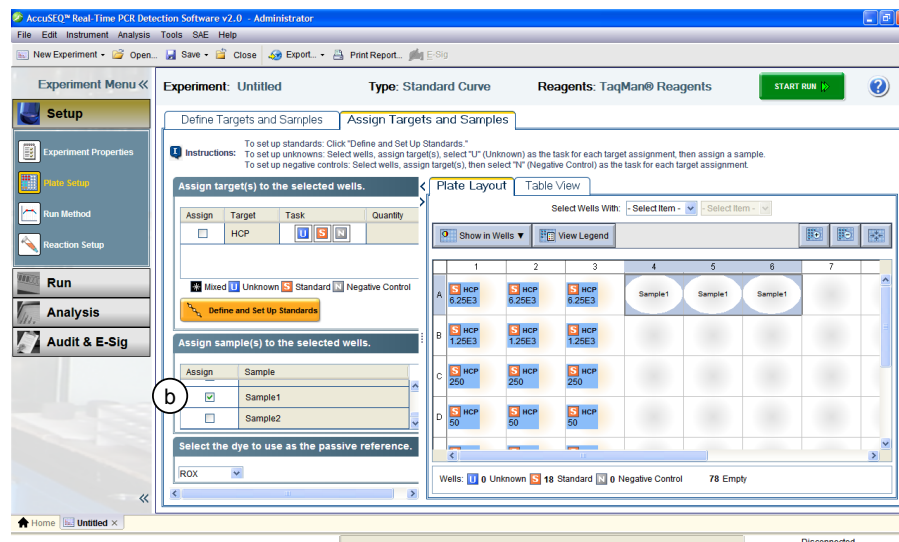 AccuSEQ™ Real-Time PCR Detection Software v2.0 - Administrator
File Edit Instrument Analysis Tools SAE Help
New Experiment Open... Save Close Export... Print Report... E-Sig
Experiment Menu «
Experiment: Untitled Type: Standard Curve Reagents: TaqMan® Reagents START RUN
Setup
Define Targets and Samples Assign Targets and Samples
Experiment Properties
Plate Setup
Run Method
Reaction Setup
Run
Analysis
Audit & E-Sig
Instructions: To set up standards: Click "Define and Set Up Standards."
To set up unknowns: Select wells, assign target(s), select "U" (Unknown) as the task for each target assignment, then assign a sample.
To set up negative controls: Select wells, assign target(s), then select "N" (Negative Control) as the task for each target assignment.
Assign target(s) to the selected wells.
Assign Target Task Quantity
HCP U S N
Mixed U Unknown S Standard N Negative Control
Define and Set Up Standards
Assign sample(s) to the selected wells.
Assign Sample
b
Sample1
Sample2
Select the dye to use as the passive reference.
ROX
Plate Layout Table View
Select Wells With: - Select Item - - Select Item -
Show in Wells ▼ View Legend
1 2 3 4 5 6 7
A S HCP S HCP S HCP Sample1 Sample1 Sample1
6.25E3 6.25E3 6.25E3
B S HCP S HCP S HCP
1.25E3 1.25E3 1.25E3
C S HCP S HCP S HCP
250 250 250
D S HCP S HCP S HCP
50 50 50
Wells: U 0 Unknown S 18 Standard N 0 Negative Control 78 Empty
«
Home Untitled ×
Disconnected